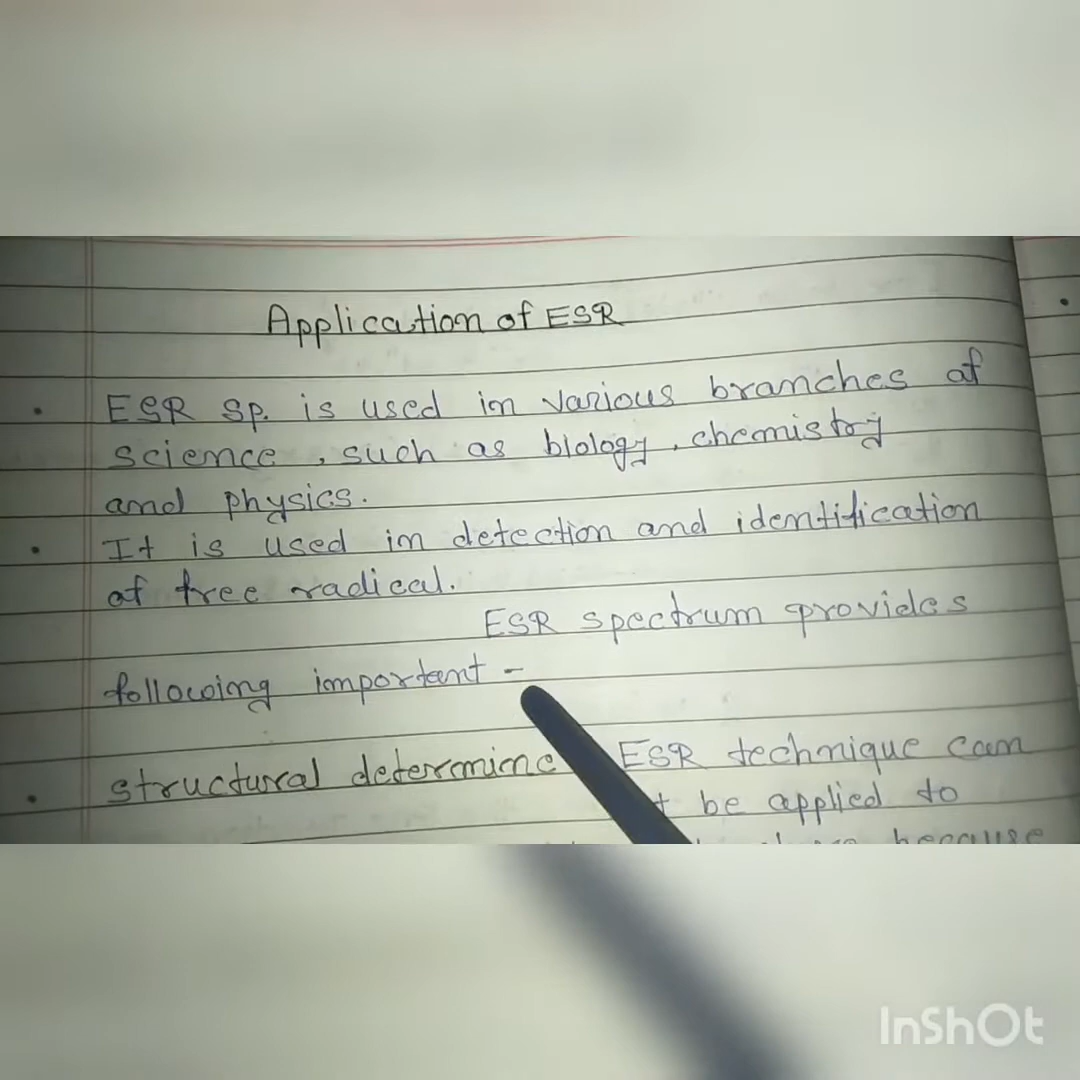 Application of ESR
ESR Sp. is used in various branches of
science, such as biology, chemistry
and physics.
It is used in detection and identification
of free radical.
ESR spectrum provides
following important -
structural determine ESR technique can
be applied to
because
InShOt